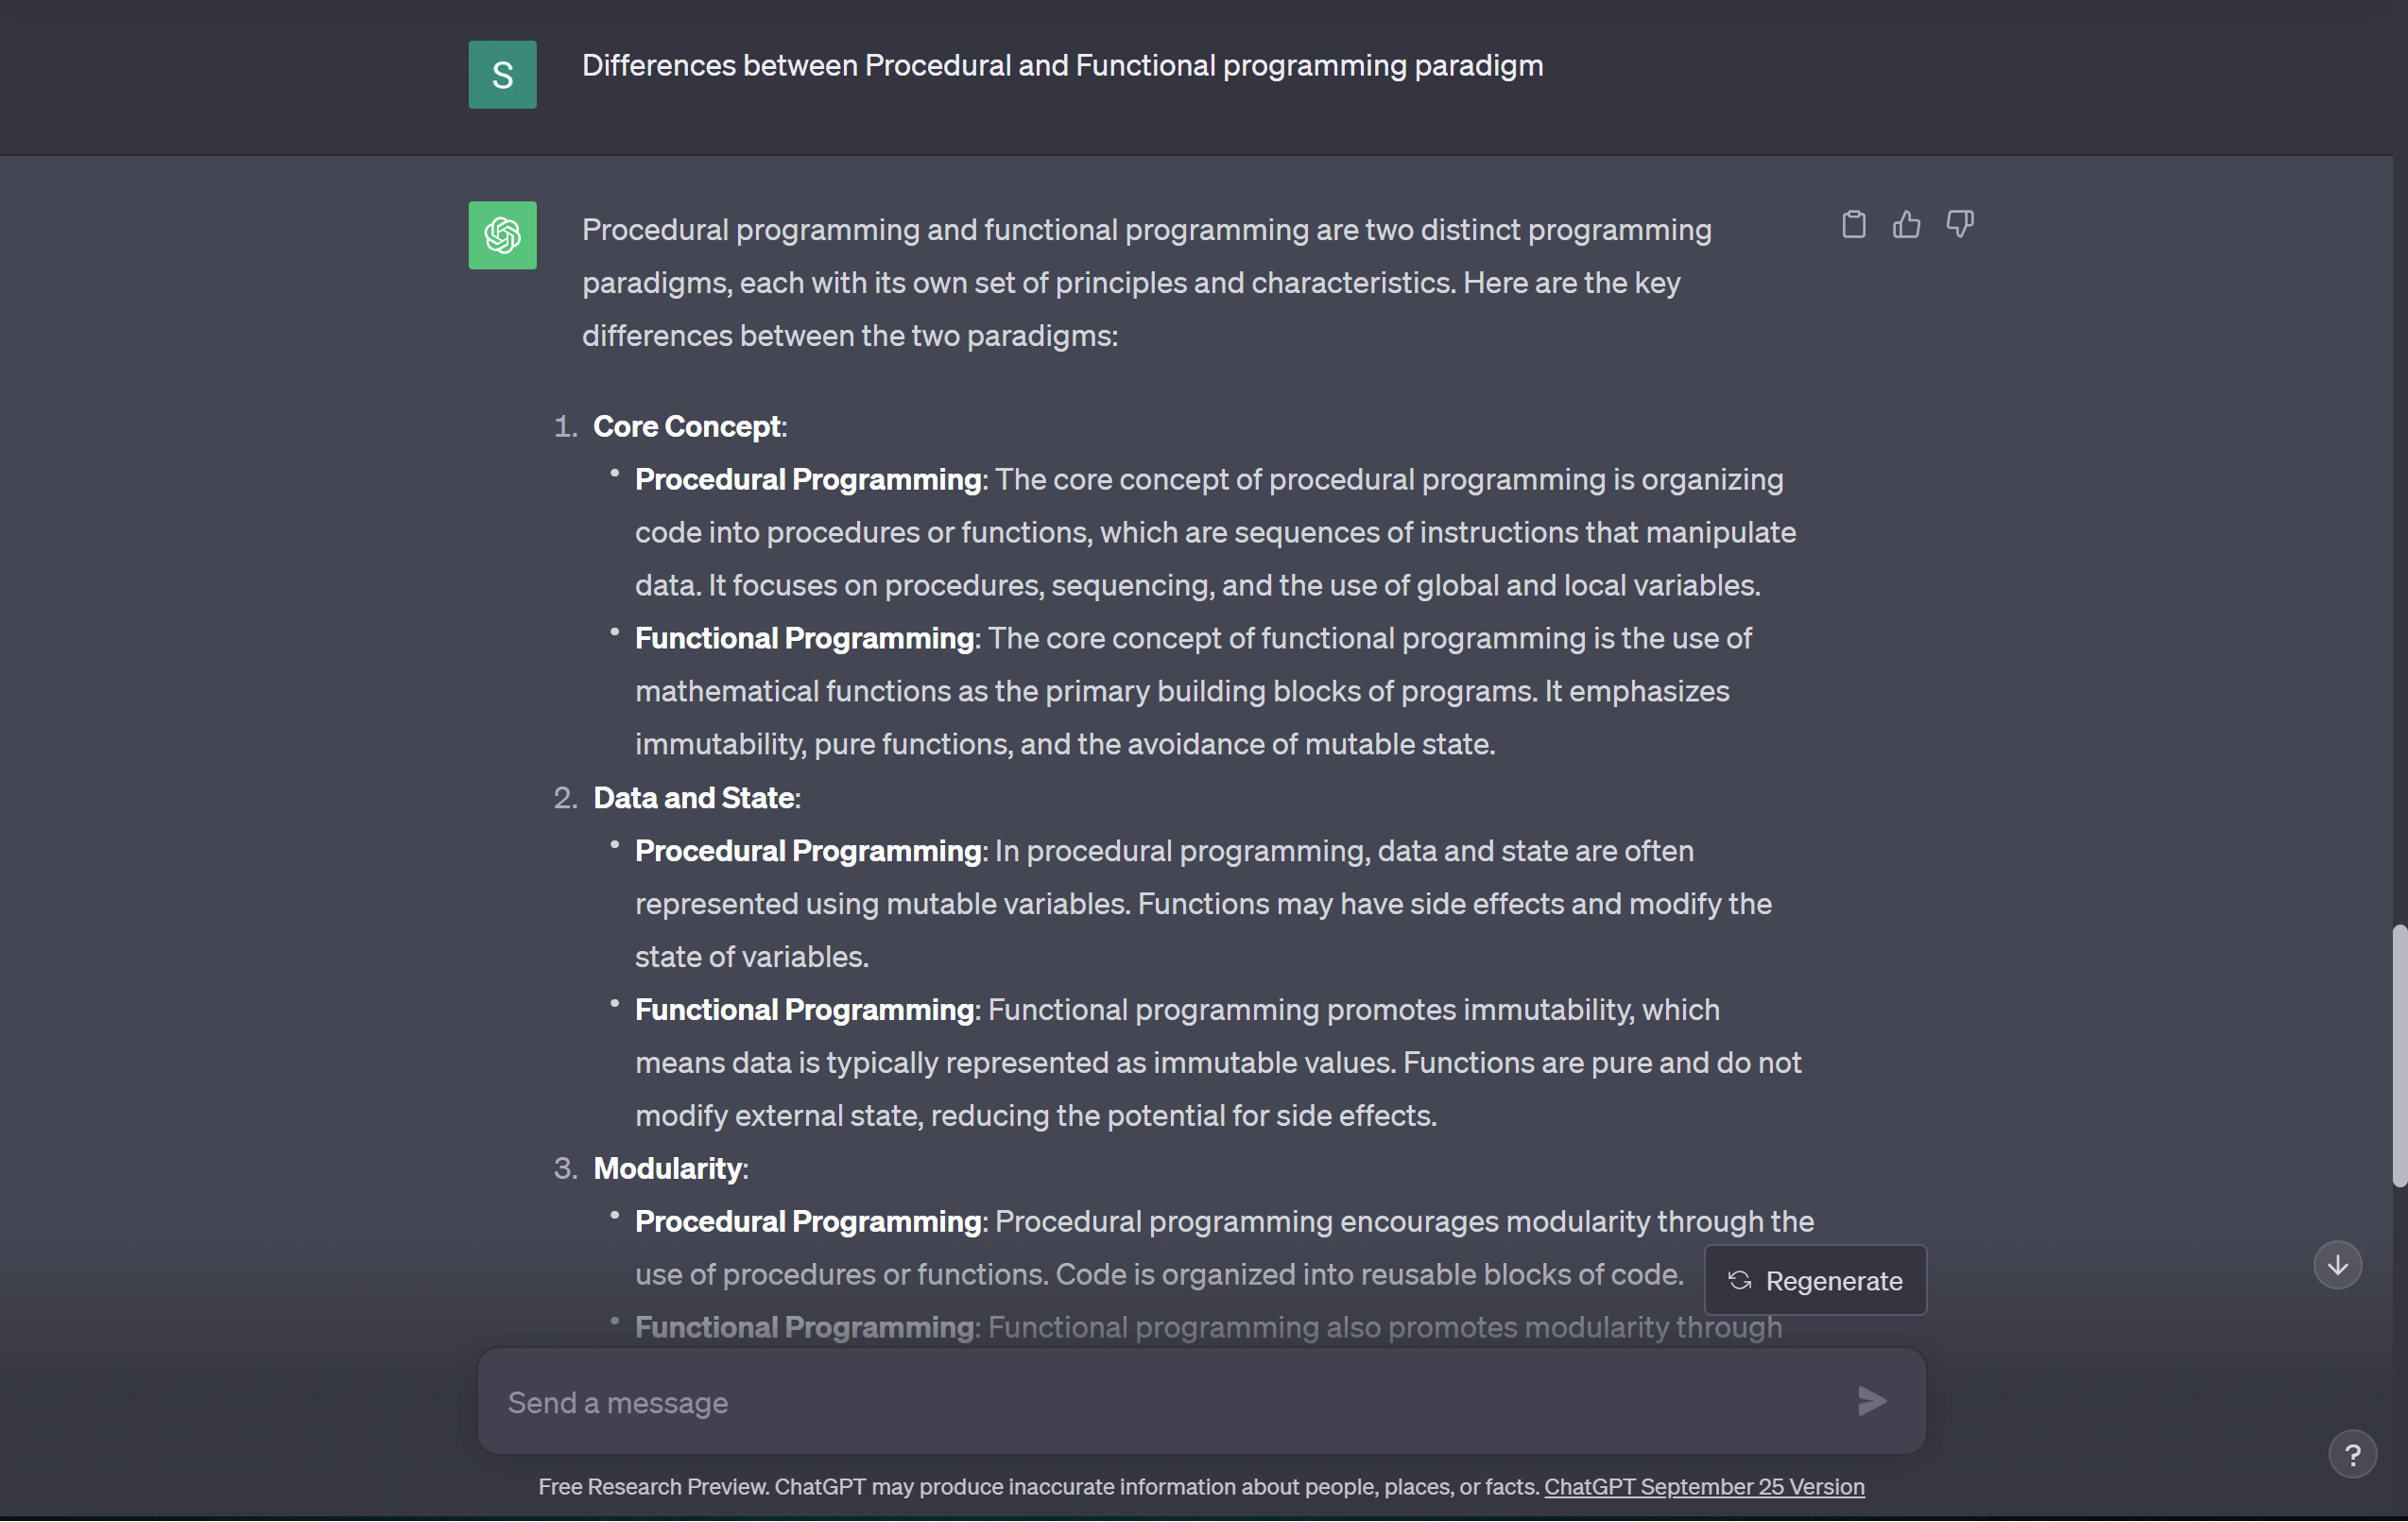 S
Differences between Procedural and Functional programming paradigm
Procedural programming and functional programming are two distinct programming
paradigms, each with its own set of principles and characteristics. Here are the key
differences between the two paradigms:
1. Core Concept:
• Procedural Programming: The core concept of procedural programming is organizing
code into procedures or functions, which are sequences of instructions that manipulate
data. It focuses on procedures, sequencing, and the use of global and local variables.
• Functional Programming: The core concept of functional programming is the use of
mathematical functions as the primary building blocks of programs. It emphasizes
immutability, pure functions, and the avoidance of mutable state.
2. Data and State:
• Procedural Programming: In procedural programming, data and state are often
represented using mutable variables. Functions may have side effects and modify the
state of variables.
• Functional Programming: Functional programming promotes immutability, which
means data is typically represented as immutable values. Functions are pure and do not
modify external state, reducing the potential for side effects.
3. Modularity:
• Procedural Programming: Procedural programming encourages modularity through the
use of procedures or functions. Code is organized into reusable blocks of code.
Regenerate
• Functional Programming: Functional programming also promotes modularity through
Send a message
?
Free Research Preview. ChatGPT may produce inaccurate information about people, places, or facts. ChatGPT September 25 Version